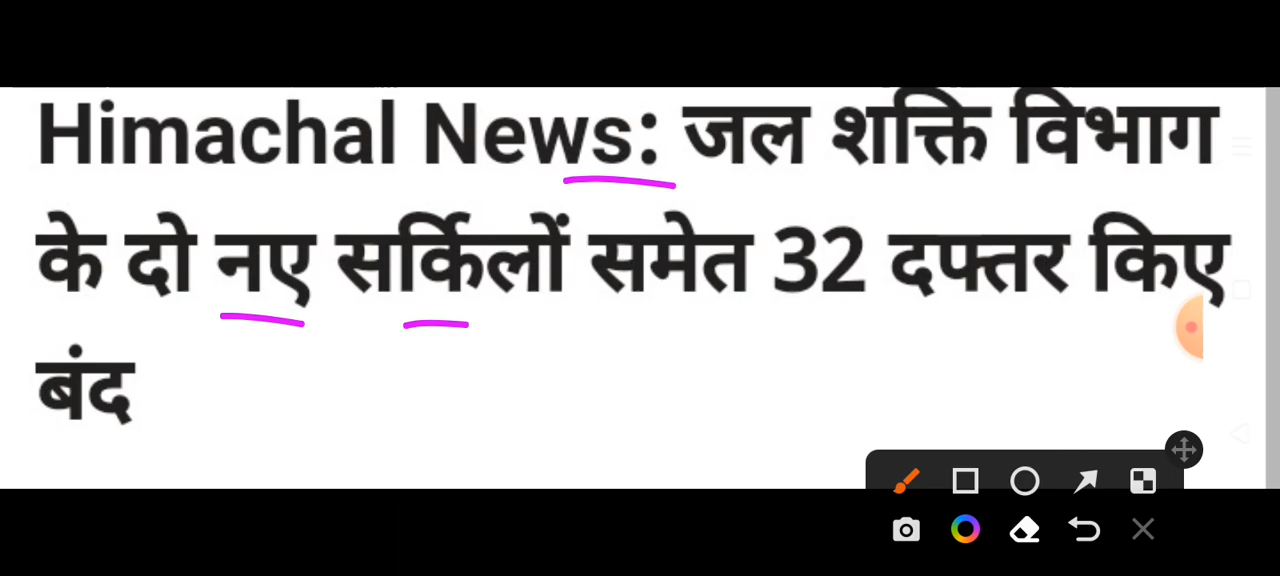 Himachal News: जल शक्ति विभाग
के दो नए सर्किलों समेत 32 दफ्तर किए
बंद